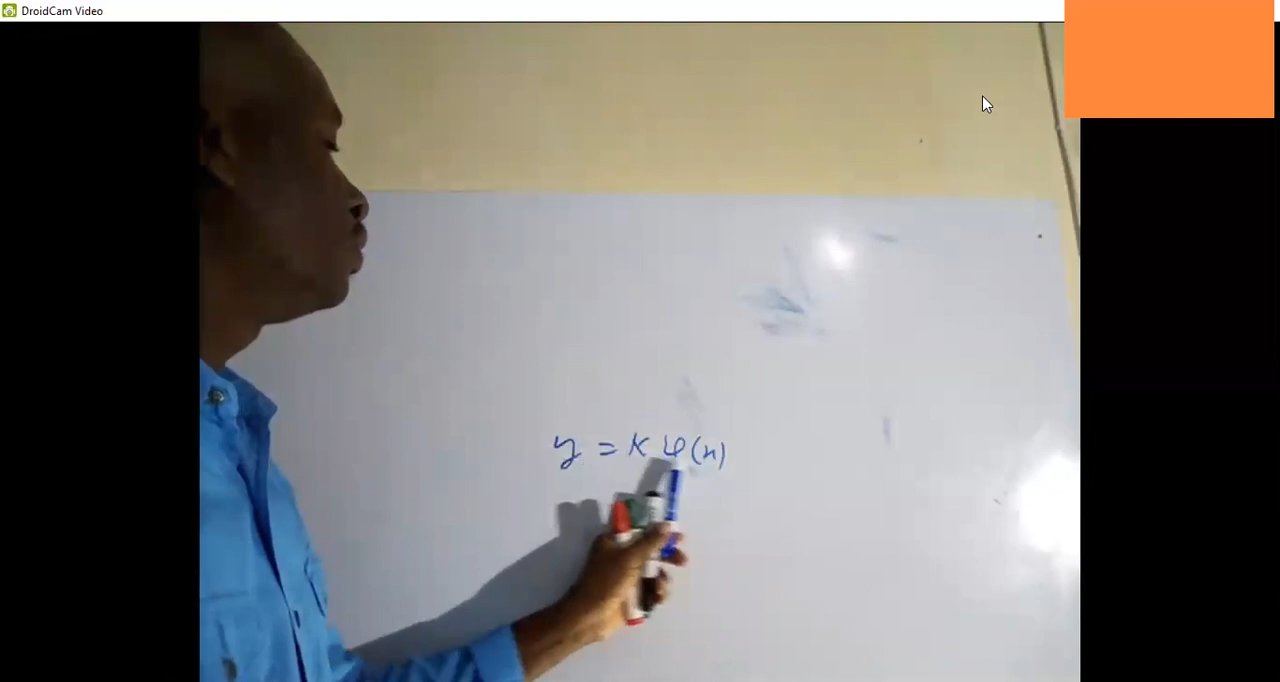 DroidCam Video
y = K φ(x)